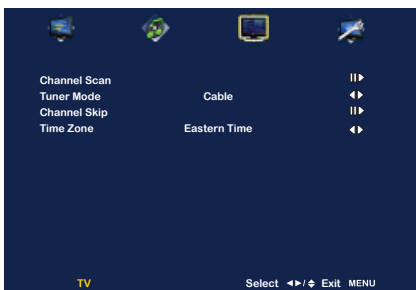 Channel Scan
Tuner Mode Cable
Channel Skip
Time Zone Eastern Time
TV Select ◄►/♦ Exit MENU